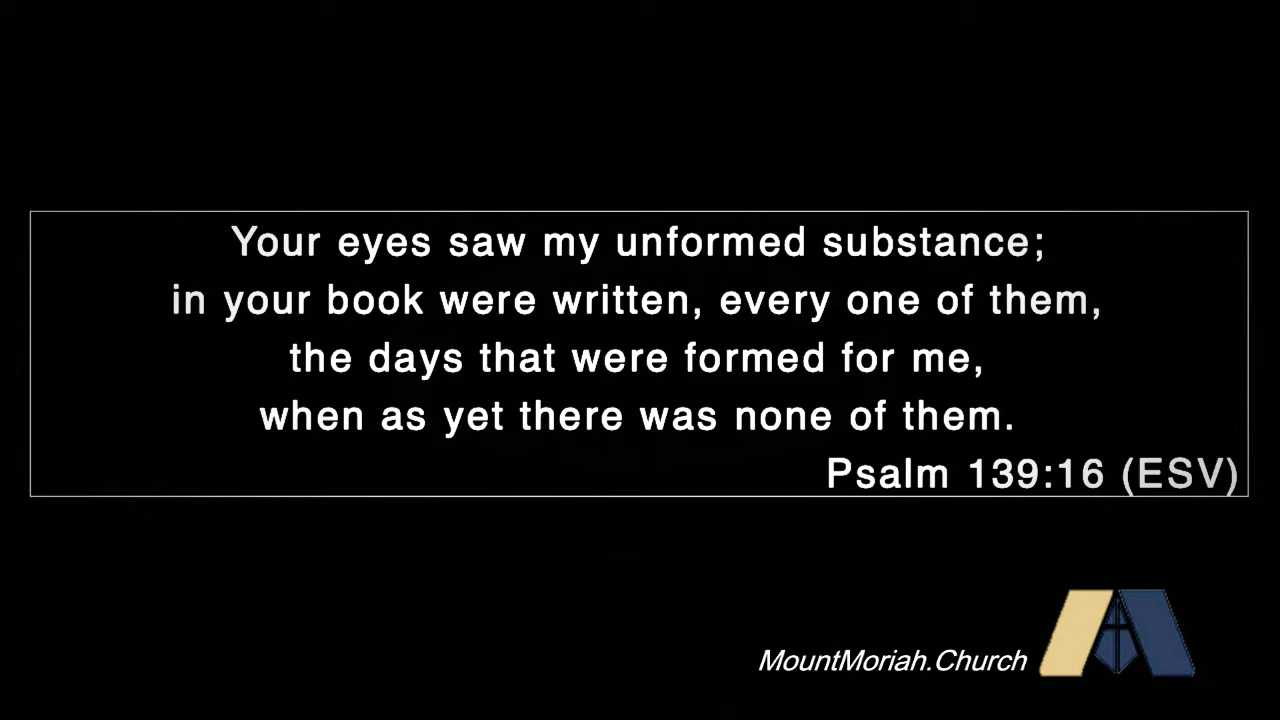 Your eyes saw my unformed substance;
in your book were written, every one of them,
the days that were formed for me,
when as yet there was none of them.
Psalm 139:16 (ESV)
MountMoriah.Church